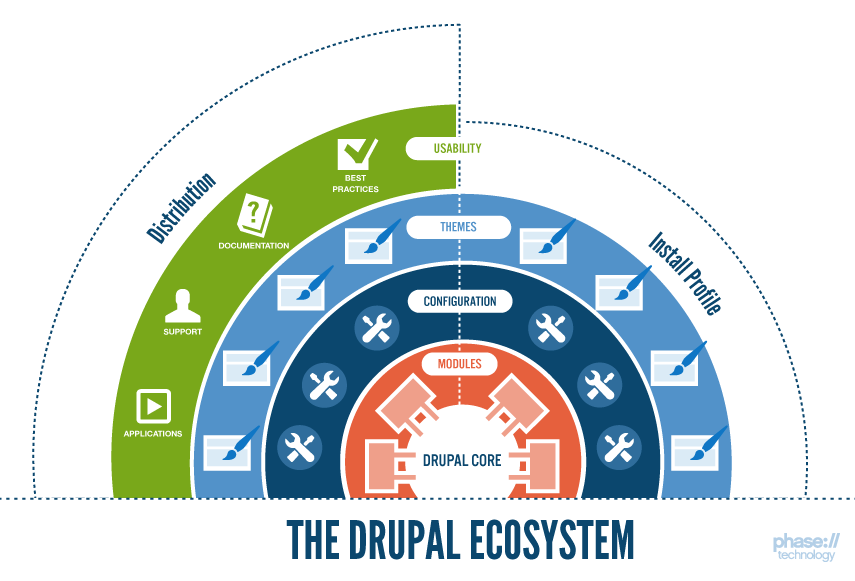 USABILITY
BEST
PRACTICES
Distribution
DOCUMENTATION
THEMES
Install Profile
CONFIGURATION
SUPPORT
MODULES
APPLICATIONS
DRUPAL CORE
THE DRUPAL ECOSYSTEM
phase://
technology